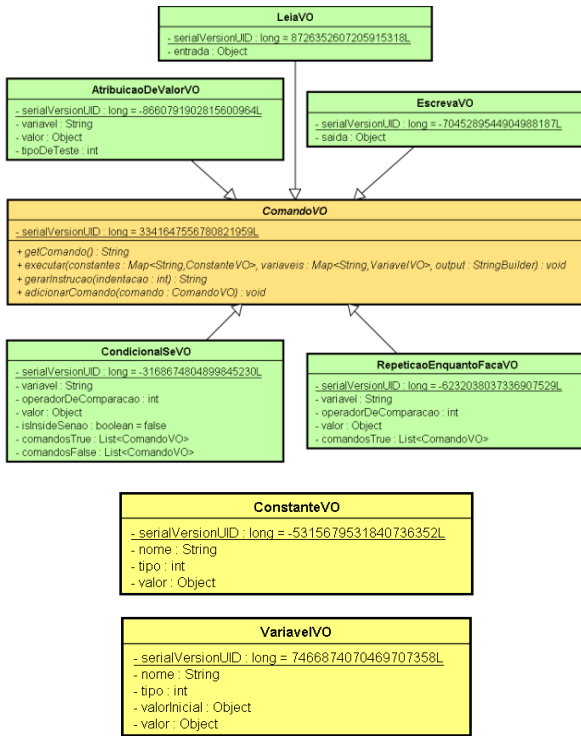 LeiaVO
- serialVersionUID : long = 8726352607205915318L
- entrada : Object
AtribuicaoDeValorVO
- serialVersionUID : long = -8660791902815600964L
- variavel : String
- valor : Object
- tipoDeTeste : int
EscrevaVO
- serialVersionUID : long = -7045289544904988187L
- saida : Object
ComandoVO
- serialVersionUID : long = 3341647556780821959L
+ getComando() : String
+ executar(constantes : Map<String,ConstanteVO>, variaveis : Map<String,VariavelVO>, output : StringBuilder) : void
+ gerarInstrucao(indentacao : int) : String
+ adicionarComando(comando : ComandoVO) : void
CondicionalSeVO
- serialVersionUID : long = -3168674804899845230L
- variavel : String
- operadorDeComparacao : int
- valor : Object
- isInsideSenao : boolean = false
- comandosTrue : List<ComandoVO>
- comandosFalse : List<ComandoVO>
RepeticaoEnquantoFacaVO
- serialVersionUID : long = -6232038037336907529L
- variavel : String
- operadorDeComparacao : int
- valor : Object
- comandosTrue : List<ComandoVO>
ConstanteVO
- serialVersionUID : long = -5315679531840736352L
- nome : String
- tipo : int
- valor : Object
VariavelVO
- serialVersionUID : long = 7466874070469707358L
- nome : String
- tipo : int
- valorInicial : Object
- valor : Object